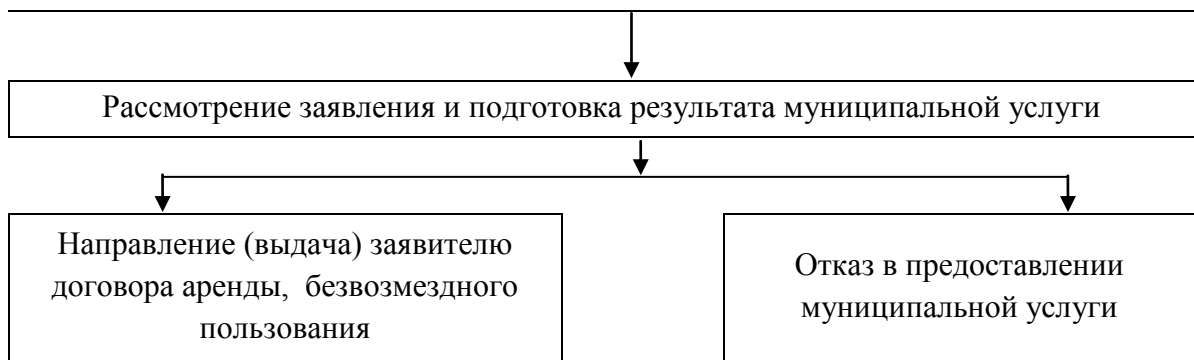 Рассмотрение заявления и подготовка результата муниципальной услуги
Направление (выдача) заявителю
договора аренды, безвозмездного
пользования
Отказ в предоставлении
муниципальной услуги